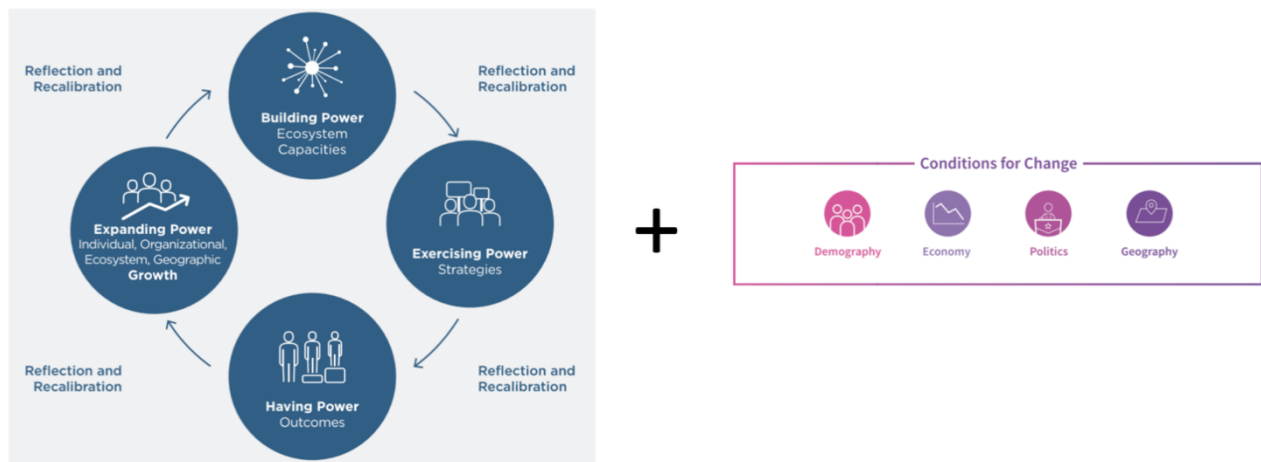 Reflection and
Recalibration
Building Power
Ecosystem
Capacities
Reflection and
Recalibration
Expanding Power
Individual, Organizational,
Ecosystem, Geographic
Growth
Exercising Power
Strategies
Reflection and
Recalibration
Having Power
Outcomes
Reflection and
Recalibration
+
Conditions for Change
Demography
Economy
Politics
Geography